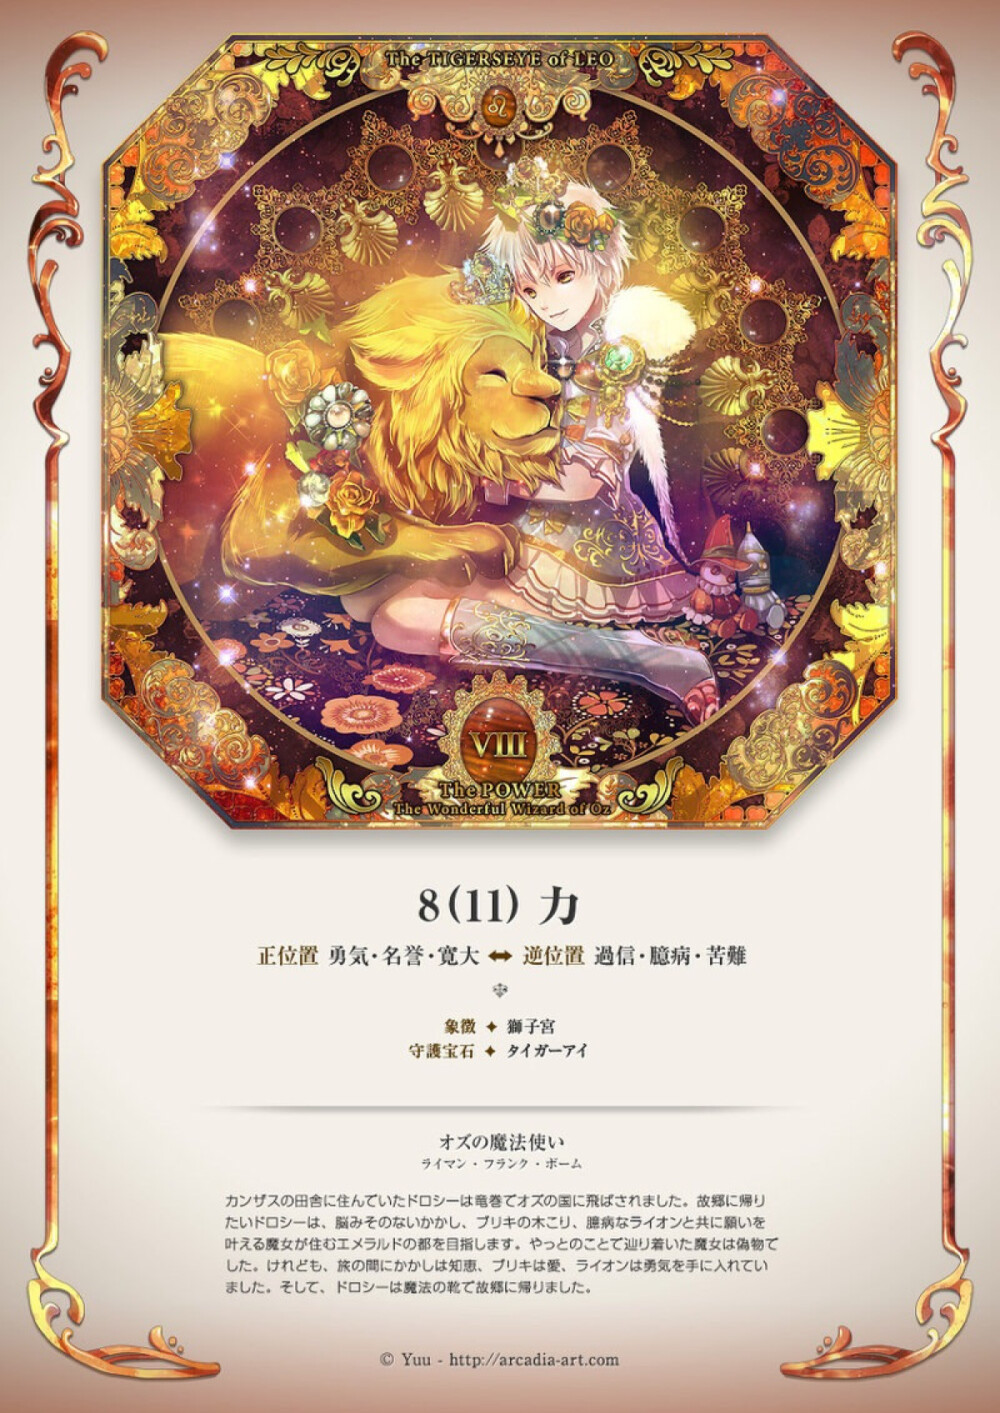 The TIGERSEYE of LEO
♌
VIII
The POWER
The Wonderful Wizard of Oz
8(11) 力
正位置 勇気・名誉・寛大 ⬌ 逆位置 過信・臆病・苦難
象徴 ✦ 獅子宮
守護宝石 ✦ タイガーアイ
オズの魔法使い
ライマン・フランク・ボーム
カンザスの田舎に住んでいたドロシーは竜巻でオズの国に飛ばされました。故郷に帰り
たいドロシーは、脳みそのないかかし、ブリキの木こり、臆病なライオンと共に願いを
叶える魔女が住むエメラルドの都を目指します。やっとのことで辿り着いた魔女は偽物で
した。けれども、旅の間にかかしは知恵、ブリキは愛、ライオンは勇気を手に入れてい
ました。そして、ドロシーは魔法の靴で故郷に帰りました。
© Yuu - http://arcadia-art.com